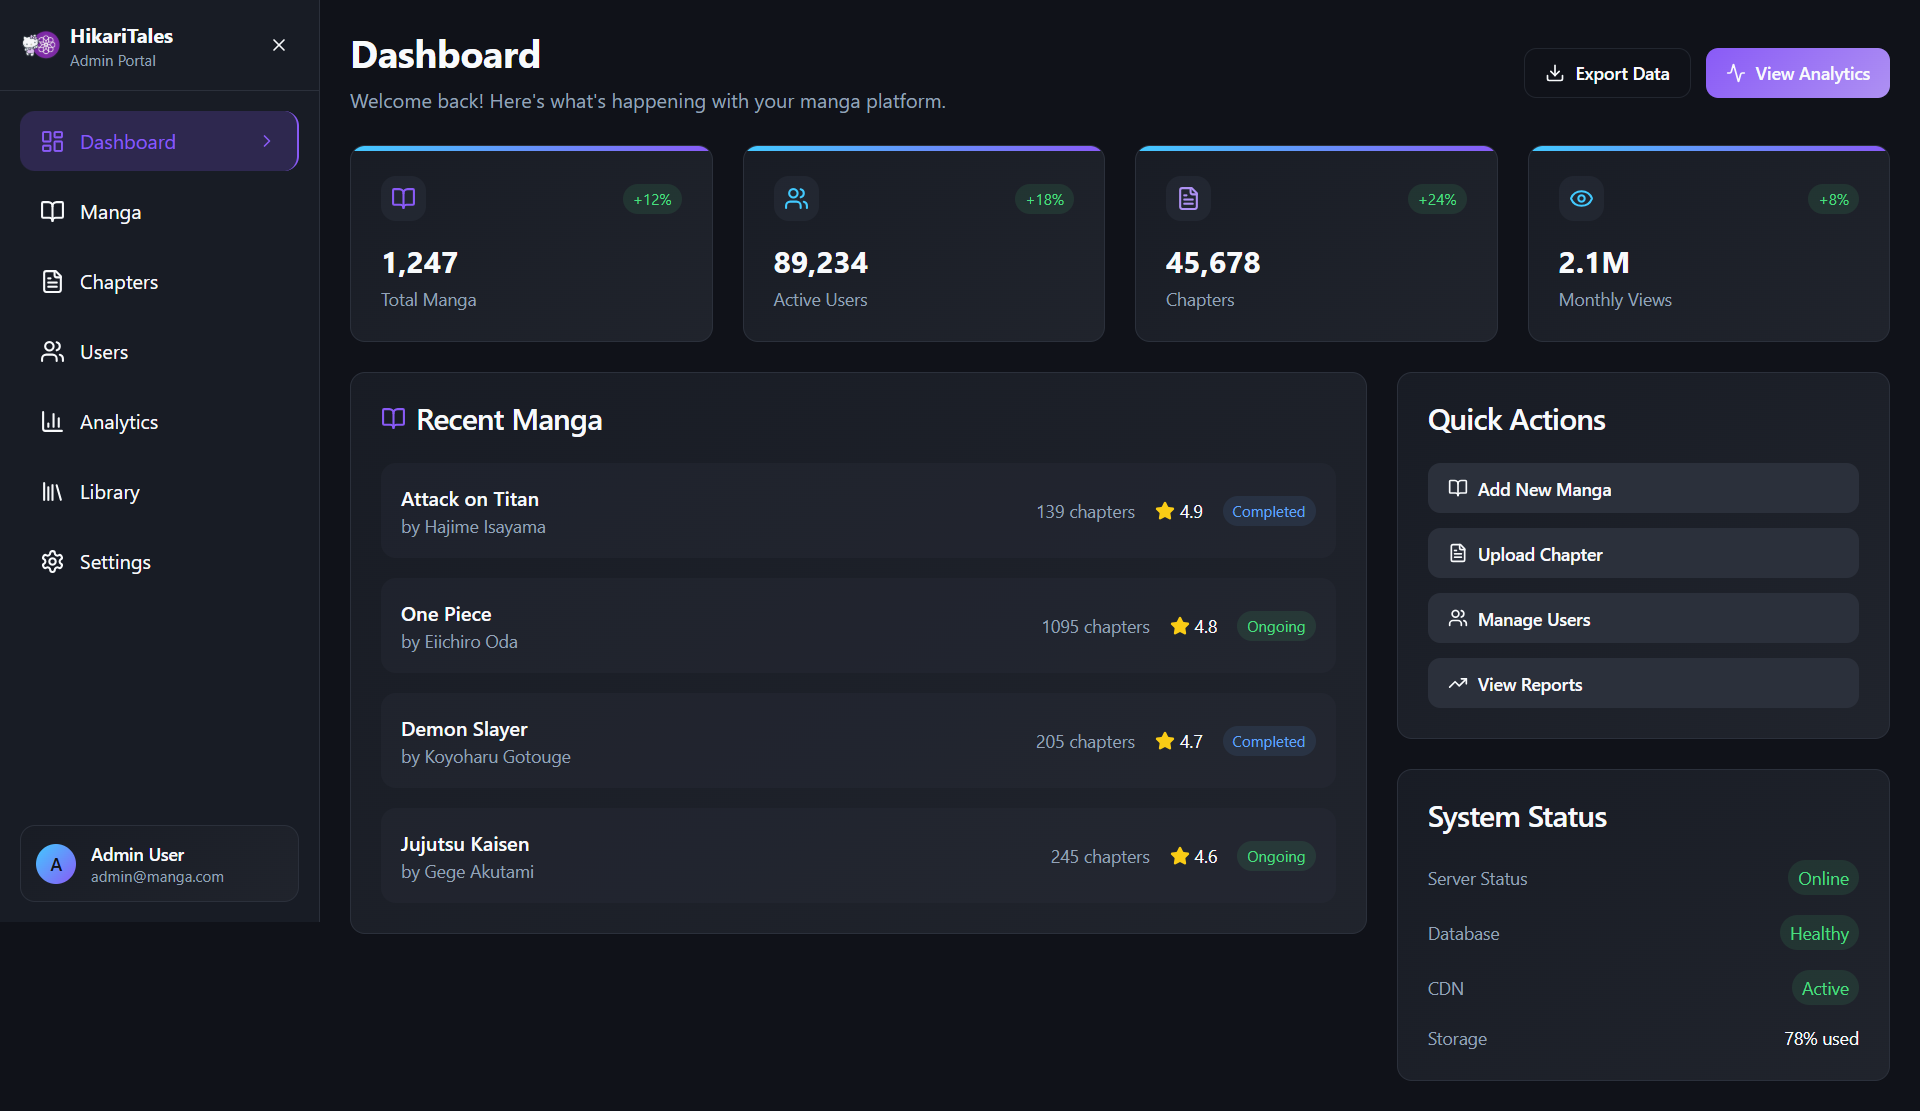 HikariTales
Admin Portal
Dashboard
Manga
Chapters
Users
Analytics
Library
Settings
A
Admin User
admin@manga.com
Dashboard
Welcome back! Here's what's happening with your manga platform.
Export Data
View Analytics
+12%
1,247
Total Manga
+18%
89,234
Active Users
+24%
45,678
Chapters
+8%
2.1M
Monthly Views
Recent Manga
Attack on Titan
by Hajime Isayama
139 chapters 4.9 Completed
One Piece
by Eiichiro Oda
1095 chapters 4.8 Ongoing
Demon Slayer
by Koyoharu Gotouge
205 chapters 4.7 Completed
Jujutsu Kaisen
by Gege Akutami
245 chapters 4.6 Ongoing
Quick Actions
Add New Manga
Upload Chapter
Manage Users
View Reports
System Status
Server Status Online
Database Healthy
CDN Active
Storage 78% used